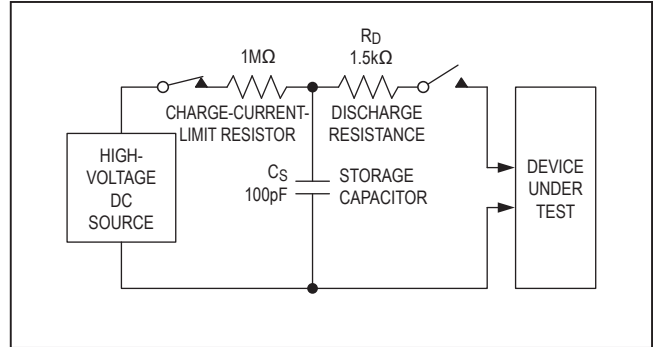 1MΩ
CHARGE-CURRENT-
LIMIT RESISTOR
RD
1.5kΩ
DISCHARGE
RESISTANCE
HIGH-
VOLTAGE
DC
SOURCE
CS
100pF
STORAGE
CAPACITOR
DEVICE
UNDER
TEST